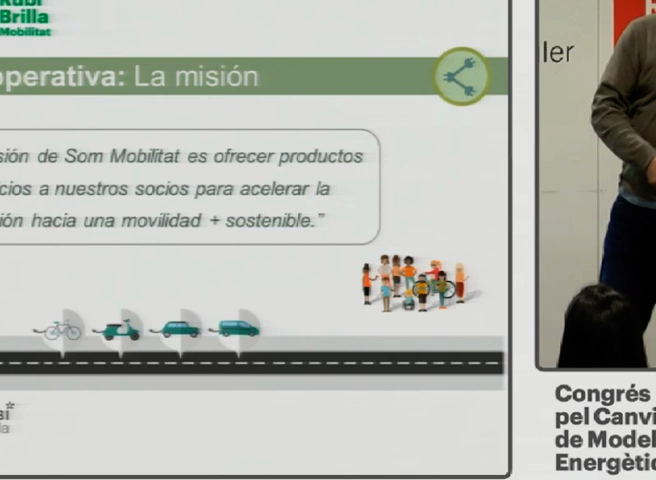 Rubí
Brilla
Mobilitat
operativa: La misión
sión de Som Mobilitat es ofrecer productos
cios a nuestros socios para acelerar la
ión hacia una movilidad + sostenible.”
ler
Congrés
pel Canvi
de Model
Energètic